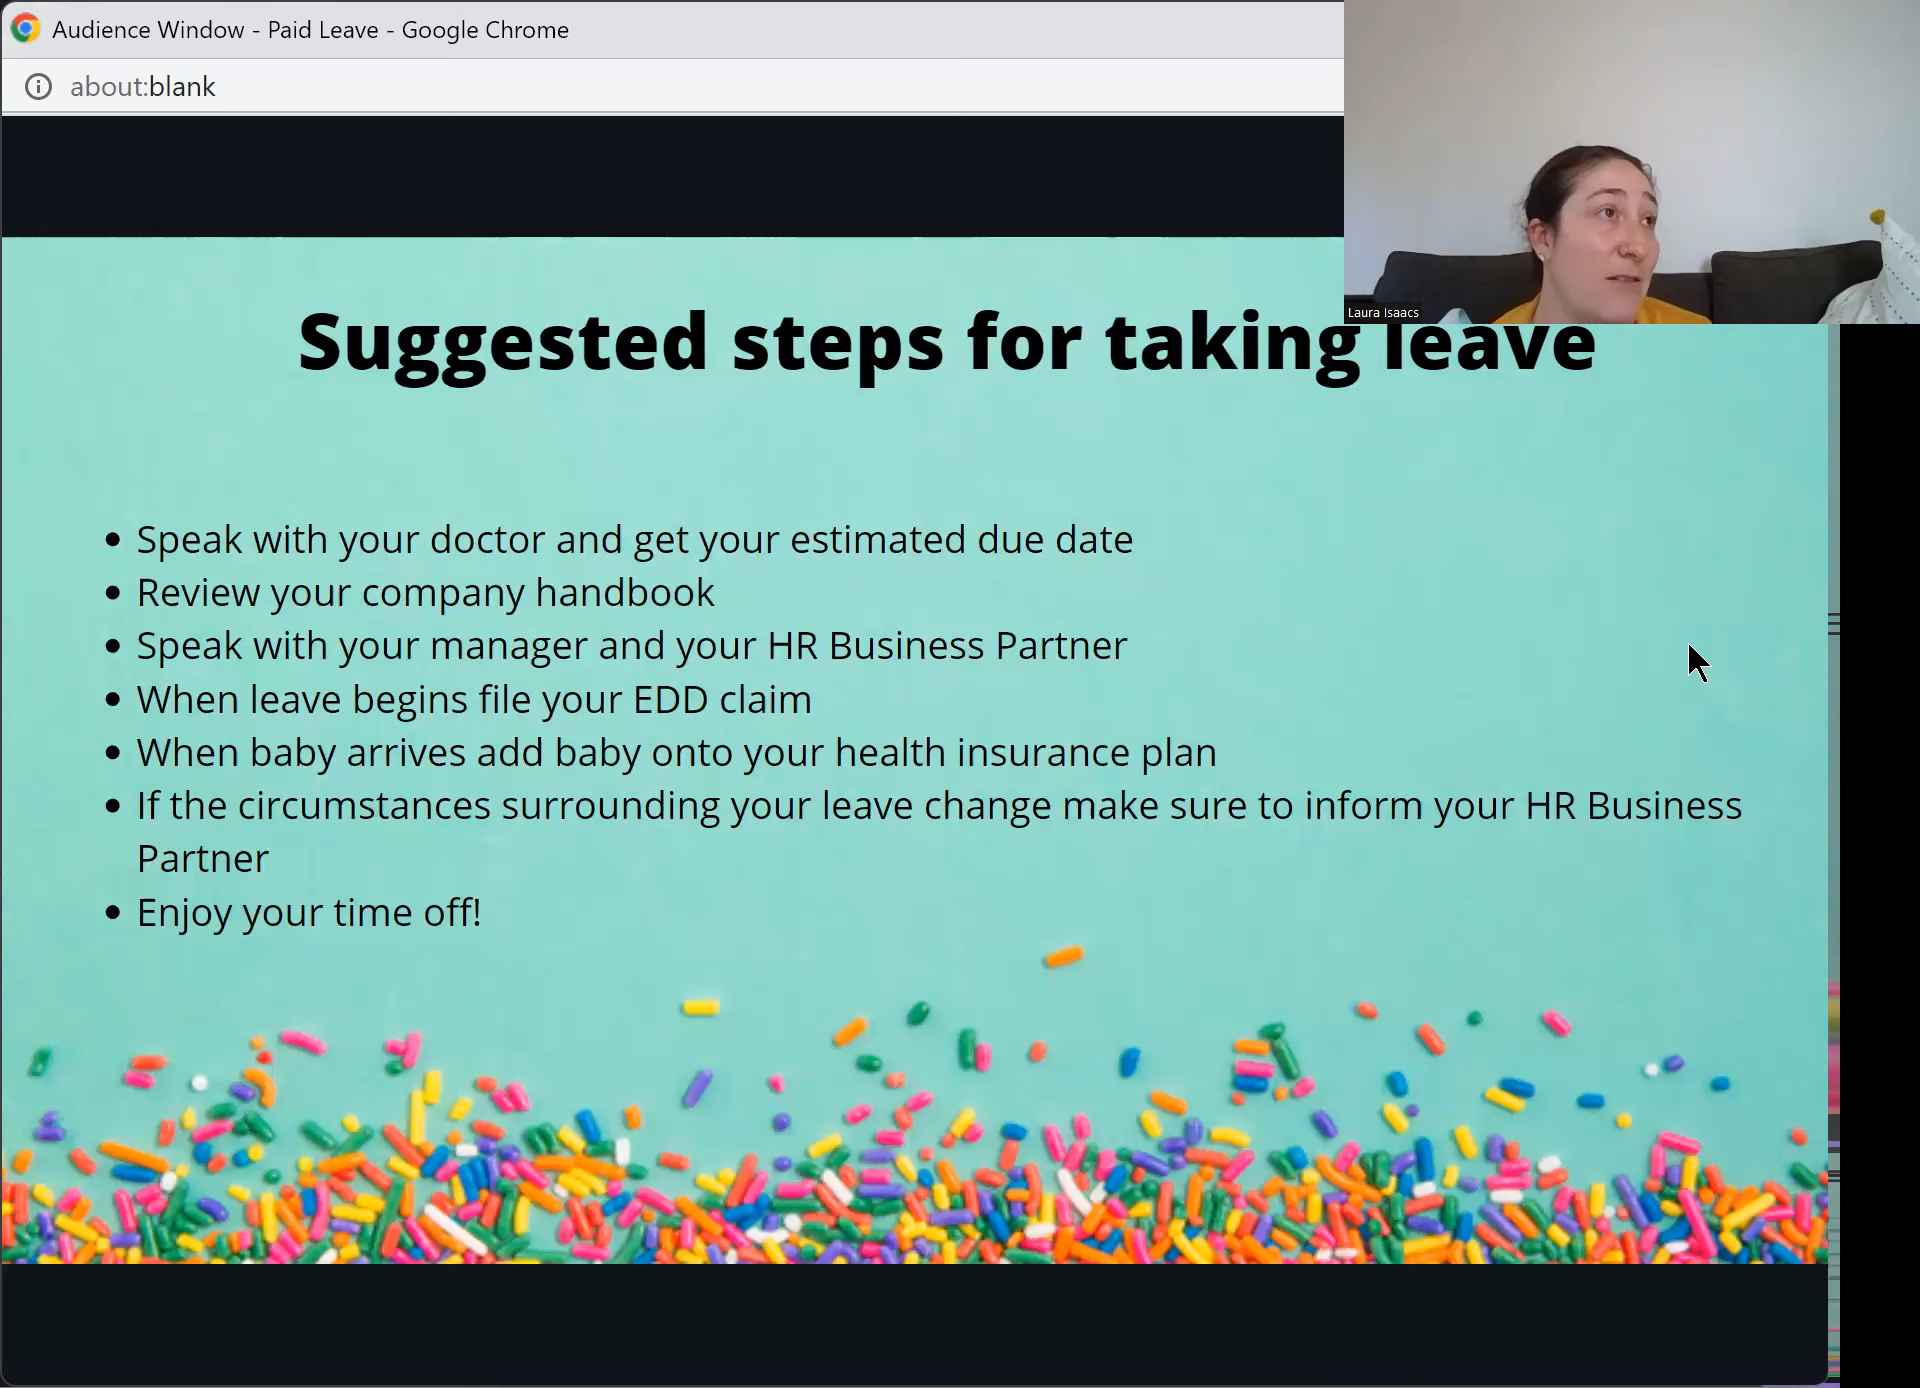 Audience Window - Paid Leave - Google Chrome
about:blank
Laura Isaacs
Suggested steps for taking leave
• Speak with your doctor and get your estimated due date
• Review your company handbook
• Speak with your manager and your HR Business Partner
• When leave begins file your EDD claim
• When baby arrives add baby onto your health insurance plan
• If the circumstances surrounding your leave change make sure to inform your HR Business
Partner
• Enjoy your time off!